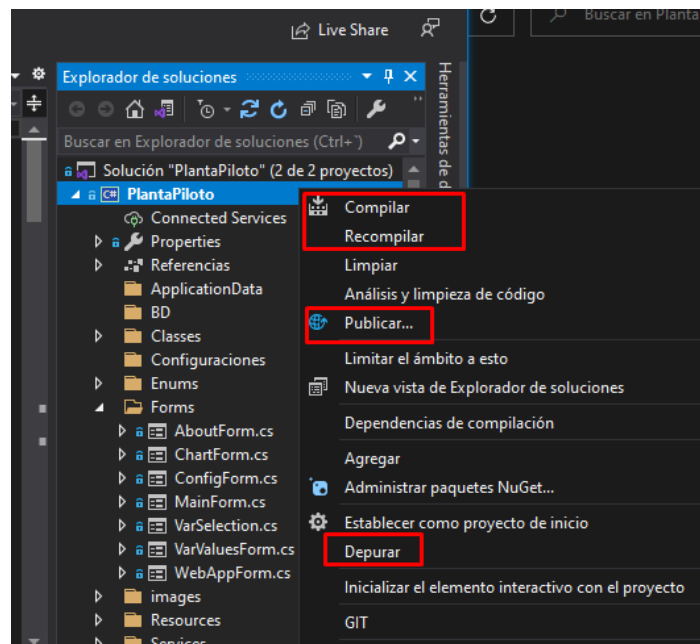 Live Share
Buscar en Planta
Explorador de soluciones
Buscar en Explorador de soluciones (Ctrl+¨)
Solución "PlantaPiloto" (2 de 2 proyectos)
C# PlantaPiloto
Connected Services
Properties
Referencias
ApplicationData
BD
Classes
Configuraciones
Enums
Forms
AboutForm.cs
ChartForm.cs
ConfigForm.cs
MainForm.cs
VarSelection.cs
VarValuesForm.cs
WebAppForm.cs
images
Resources
Services
Compilar
Recompilar
Limpiar
Análisis y limpieza de código
Publicar...
Limitar el ámbito a esto
Nueva vista de Explorador de soluciones
Dependencias de compilación
Agregar
Administrar paquetes NuGet...
Establecer como proyecto de inicio
Depurar
Inicializar el elemento interactivo con el proyecto
GIT
Herramientas de d